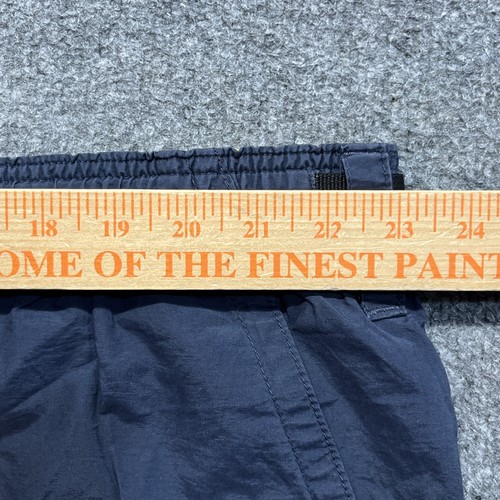 18 19 20 21 22 23 24
OME OF THE FINEST PAINT